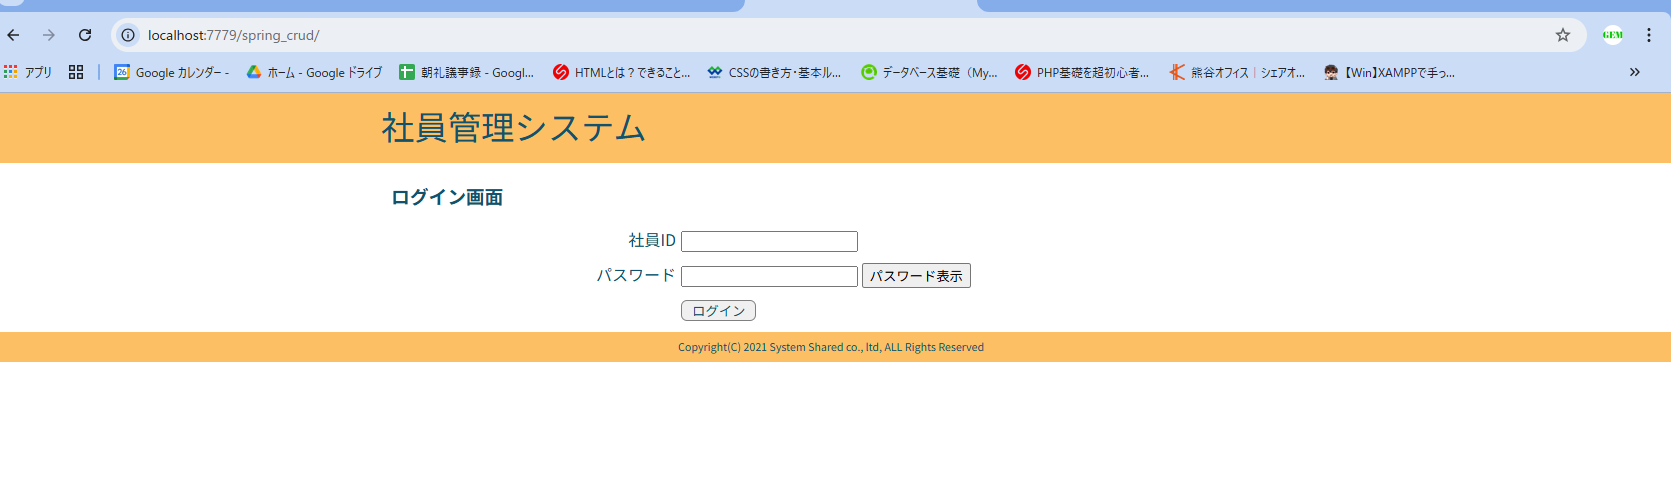 localhost:7779/spring_crud/
GEM
アプリ
26 Google カレンダー -
ホーム - Google ドライブ
朝礼議事録 - Googl...
HTMLとは？できること...
CSSの書き方・基本ル...
データベース基礎（My...
PHP基礎を超初心者...
熊谷オフィス｜シェアオ...
【Win】XAMPPで手っ...
社員管理システム
ログイン画面
社員ID
パスワード パスワード表示
ログイン
Copyright(C) 2021 System Shared co., ltd, ALL Rights Reserved